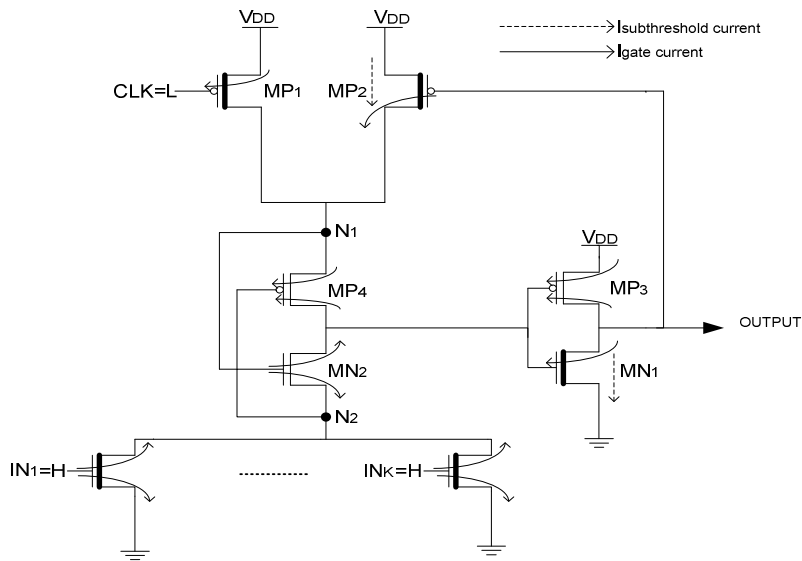 VDD VDD
Isubthreshold current
Igate current
CLK=L MP1 MP2
N1
MP4
VDD
MP3
OUTPUT
MN2
MN1
N2
IN1=H INK=H